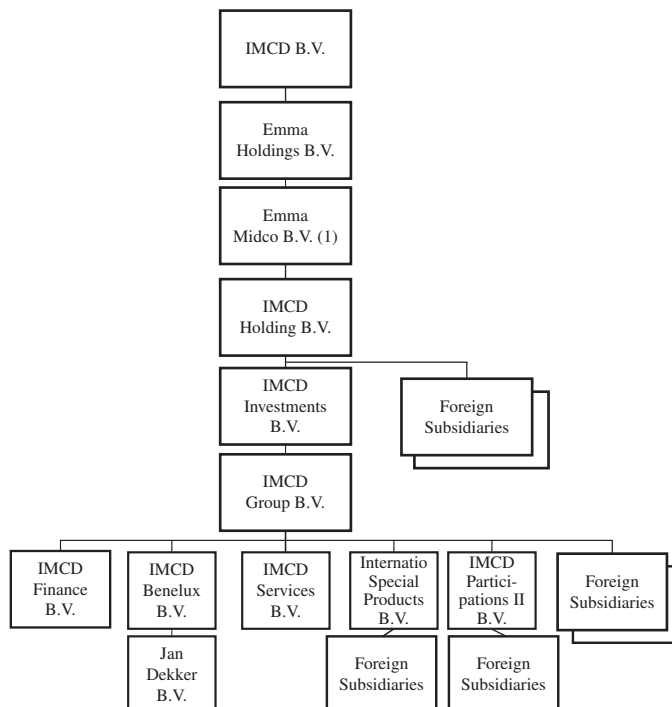 IMCD B.V.
Emma
Holdings B.V.
Emma
Midco B.V. (1)
IMCD
Holding B.V.
IMCD
Investments
B.V.
Foreign
Subsidiaries
IMCD
Group B.V.
IMCD
Finance
B.V.
IMCD
Benelux
B.V.
IMCD
Services
B.V.
Internatio
Special
Products
B.V.
IMCD
Partici-
pations II
B.V.
Foreign
Subsidiaries
Jan
Dekker
B.V.
Foreign
Subsidiaries
Foreign
Subsidiaries